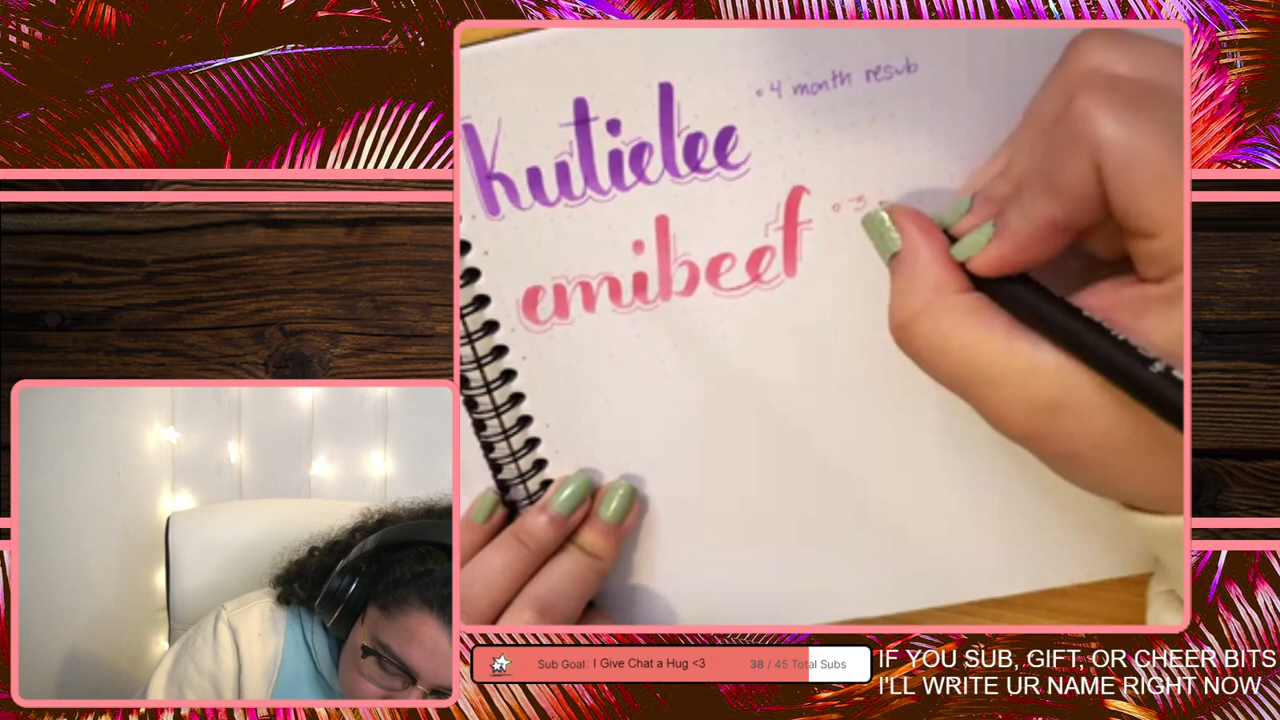 Kutielee
• 4 month resub
emibeef
• 3
Sub Goal: I Give Chat a Hug <3
38 / 45 Total Subs
IF YOU SUB, GIFT, OR CHEER BITS
I'LL WRITE UR NAME RIGHT NOW